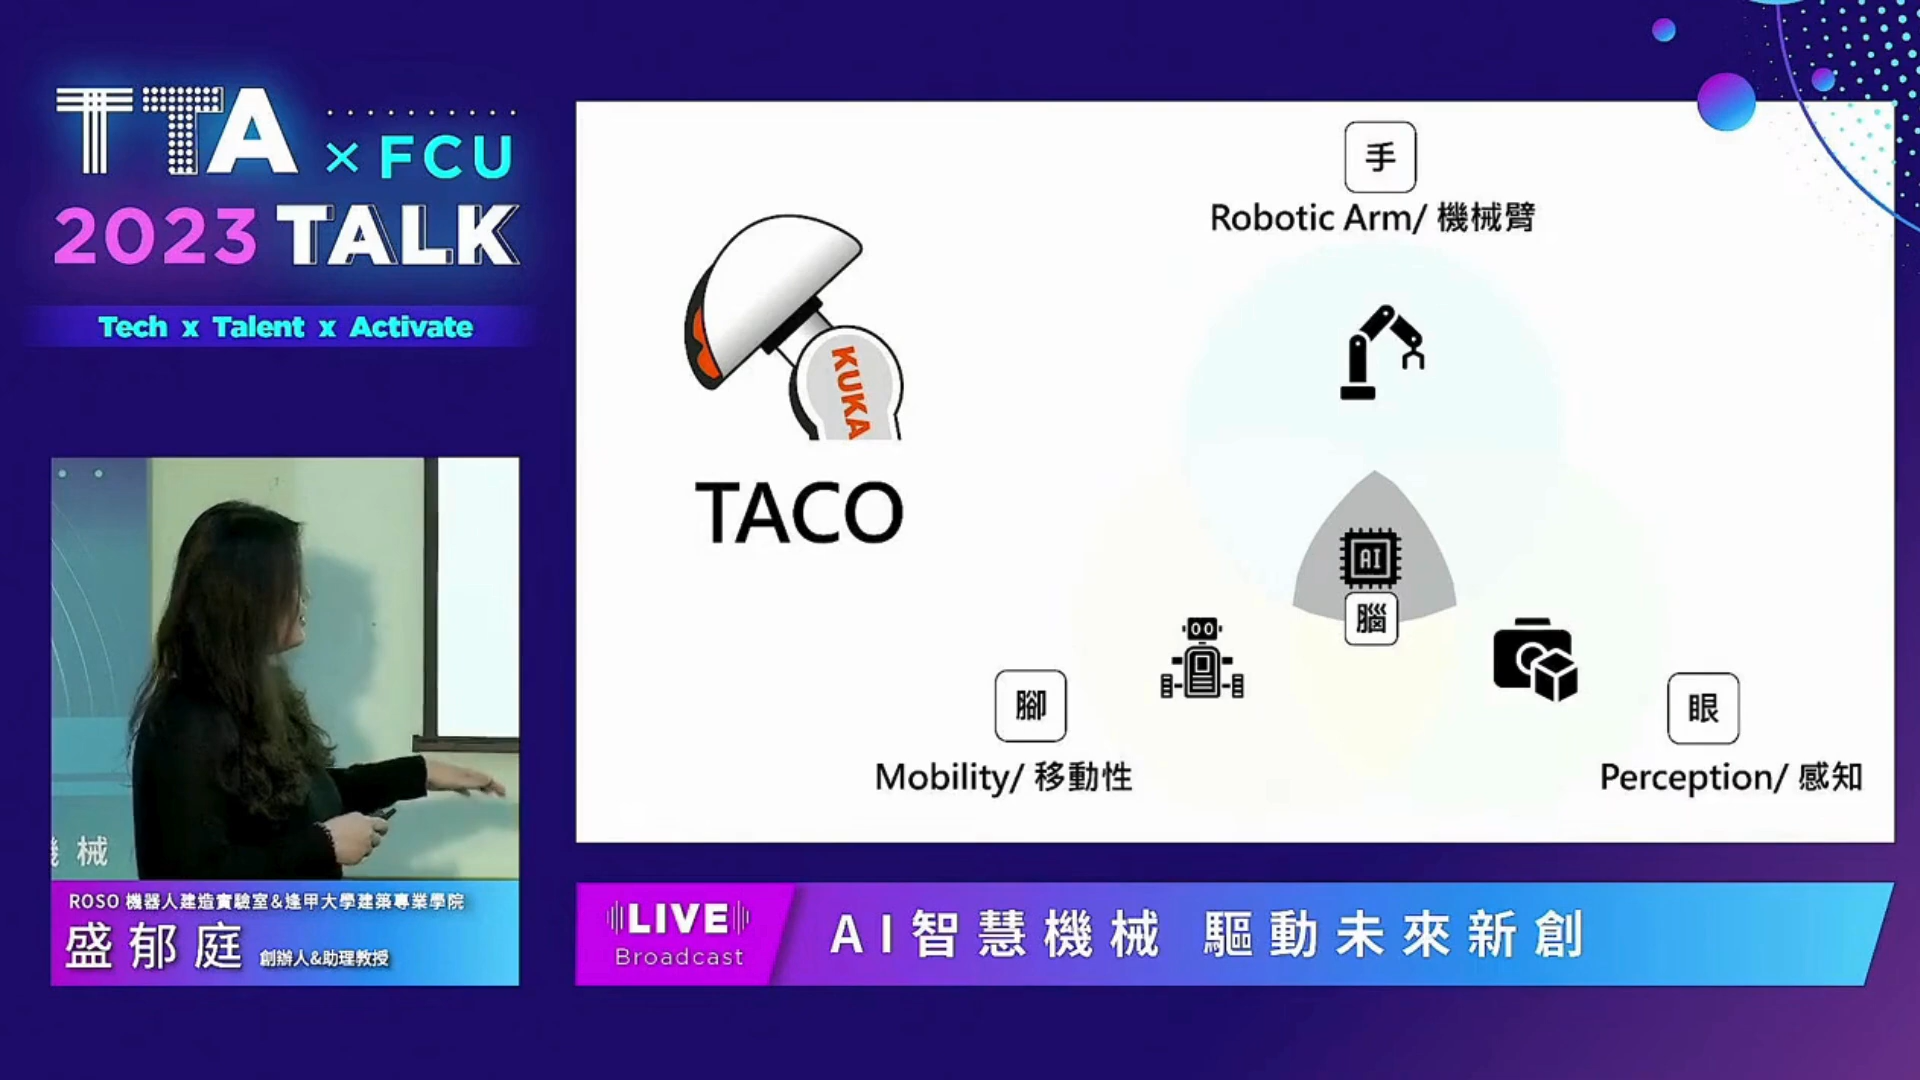 TTA × FCU
2023 TALK
Tech x Talent x Activate
手
Robotic Arm/ 機械臂
KUKA
TACO
AI
腦
腳
Mobility/ 移動性
眼
Perception/ 感知
械
ROSO 機器人建造實驗室&逢甲大學建築專業學院
盛郁庭 創辦人&助理教授
LIVE
Broadcast
AI智慧機械 驅動未來新創